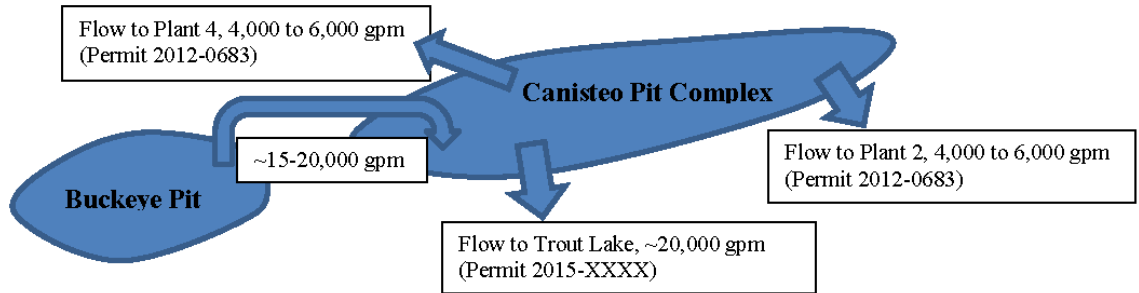 Flow to Plant 4, 4,000 to 6,000 gpm
(Permit 2012-0683)
Canisteo Pit Complex
~15-20,000 gpm
Flow to Plant 2, 4,000 to 6,000 gpm
(Permit 2012-0683)
Buckeye Pit
Flow to Trout Lake, ~20,000 gpm
(Permit 2015-XXXX)